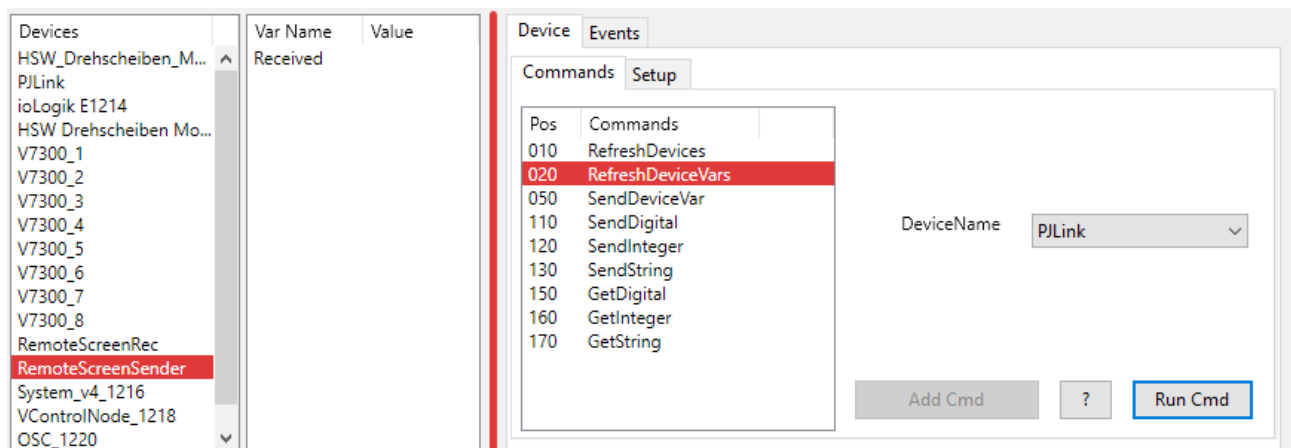 Devices
HSW_Drehscheiben_M...
PJLink
ioLogik E1214
HSW Drehscheiben Mo...
V7300_1
V7300_2
V7300_3
V7300_4
V7300_5
V7300_6
V7300_7
V7300_8
RemoteScreenRec
RemoteScreenSender
System_v4_1216
VControlNode_1218
OSC_1220
Var Name Value
Received
Device Events
Commands Setup
Pos Commands
010 RefreshDevices
020 RefreshDeviceVars
050 SendDeviceVar
110 SendDigital
120 SendInteger
130 SendString
150 GetDigital
160 GetInteger
170 GetString
DeviceName PJLink
Add Cmd ? Run Cmd